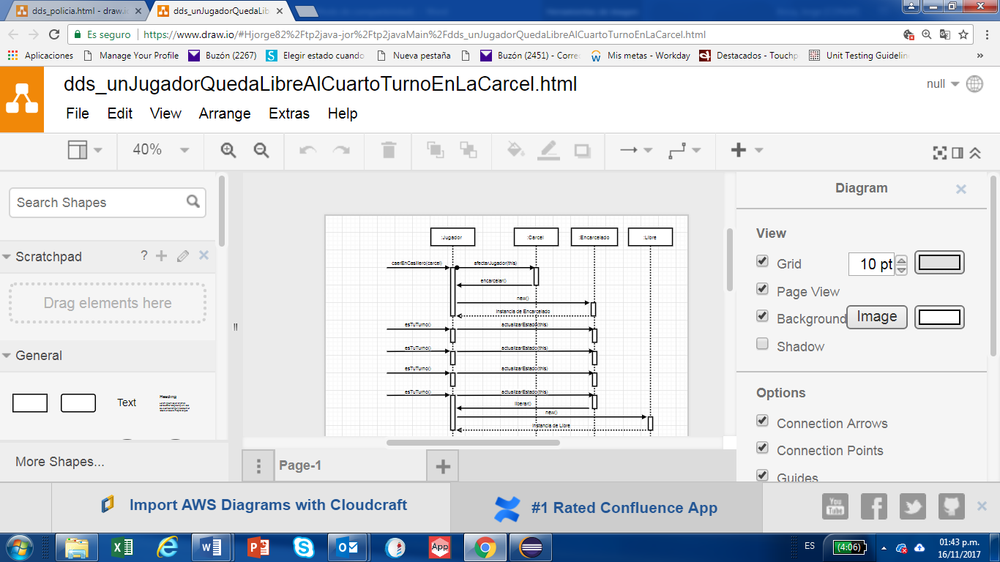 dds_policia.html - draw.io
dds_unJugadorQuedaLib
Es seguro
https://www.draw.io/#Hjorge82%2Ftp2java-jor%2Ftp2javaMain%2Fdds_unJugadorQuedaLibreAlCuartoTurnoEnLaCarcel.html
Aplicaciones
Manage Your Profile
Buzón (2267)
Elegir estado cuando
Nueva pestaña
Buzón (2451) - Corre
Mis metas - Workday
Destacados - Touchp
Unit Testing Guidelin
»
dds_unJugadorQuedaLibreAlCuartoTurnoEnLaCarcel.html
null
File
Edit
View
Arrange
Extras
Help
40%
Search Shapes
Scratchpad
?
Drag elements here
General
Text
Heading
More Shapes...
:Jugador
:Carcel
:Encarcelado
:Libre
caerEnCasillero(carcel)
afectarJugador(this)
encarcelar()
new()
Instancia de Encarcelado
esTuTurno()
actualizarEstado(this)
esTuTurno()
actualizarEstado(this)
esTuTurno()
actualizarEstado(this)
esTuTurno()
actualizarEstado(this)
liberar()
new()
Instancia de Libre
Page-1
Diagram
View
Grid
10 pt
Page View
Background
Image
Shadow
Options
Connection Arrows
Connection Points
Guides
Import AWS Diagrams with Cloudcraft
#1 Rated Confluence App
You
Tube
App
ES
(4:06)
01:43 p.m.
16/11/2017